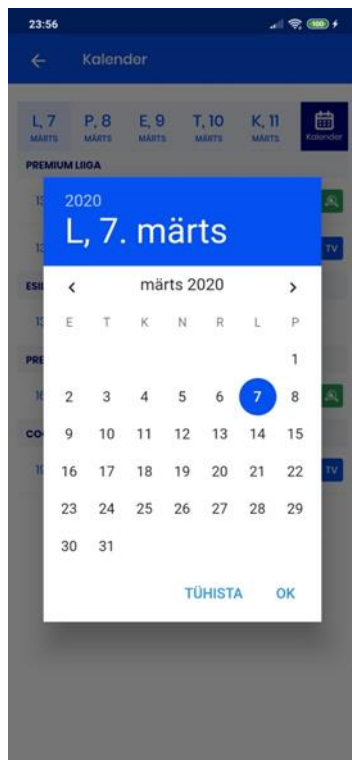 23:56
100
Kalender
L, 7 P, 8 E, 9 T, 10 K, 11
MÄRTS MÄRTS MÄRTS MÄRTS MÄRTS Kalender
PREMIUM LIIGA
2020
L, 7. märts
TV
märts 2020
E T K N R L P
1
2 3 4 5 6 7 8
9 10 11 12 13 14 15
16 17 18 19 20 21 22
TV
23 24 25 26 27 28 29
30 31
TÜHISTA OK